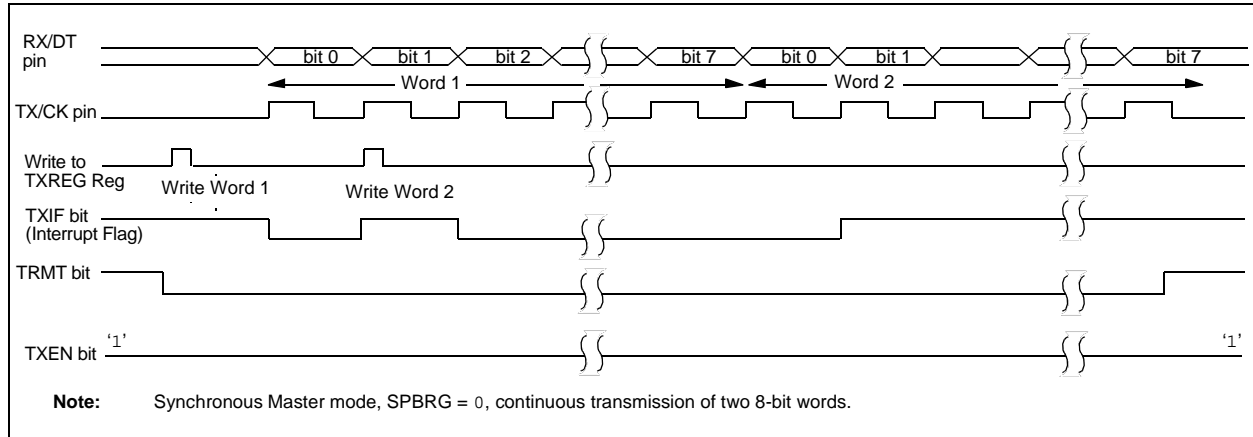 RX/DT
pin
bit 0 bit 1 bit 2 bit 7 bit 0 bit 1 bit 7
Word 1 Word 2
TX/CK pin
Write to
TXREG Reg
Write Word 1 Write Word 2
TXIF bit
(Interrupt Flag)
TRMT bit
TXEN bit ‘1’ ‘1’
Note: Synchronous Master mode, SPBRG = 0, continuous transmission of two 8-bit words.